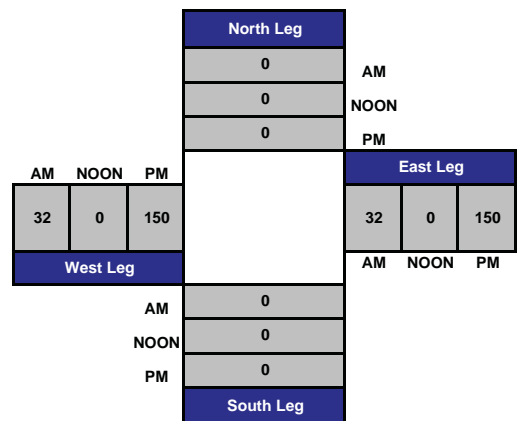 North Leg
0
AM
0
NOON
0
PM
East Leg
AM NOON PM
32 0 150
32 0 150
West Leg
AM NOON PM
0
AM
0
NOON
0
PM
South Leg